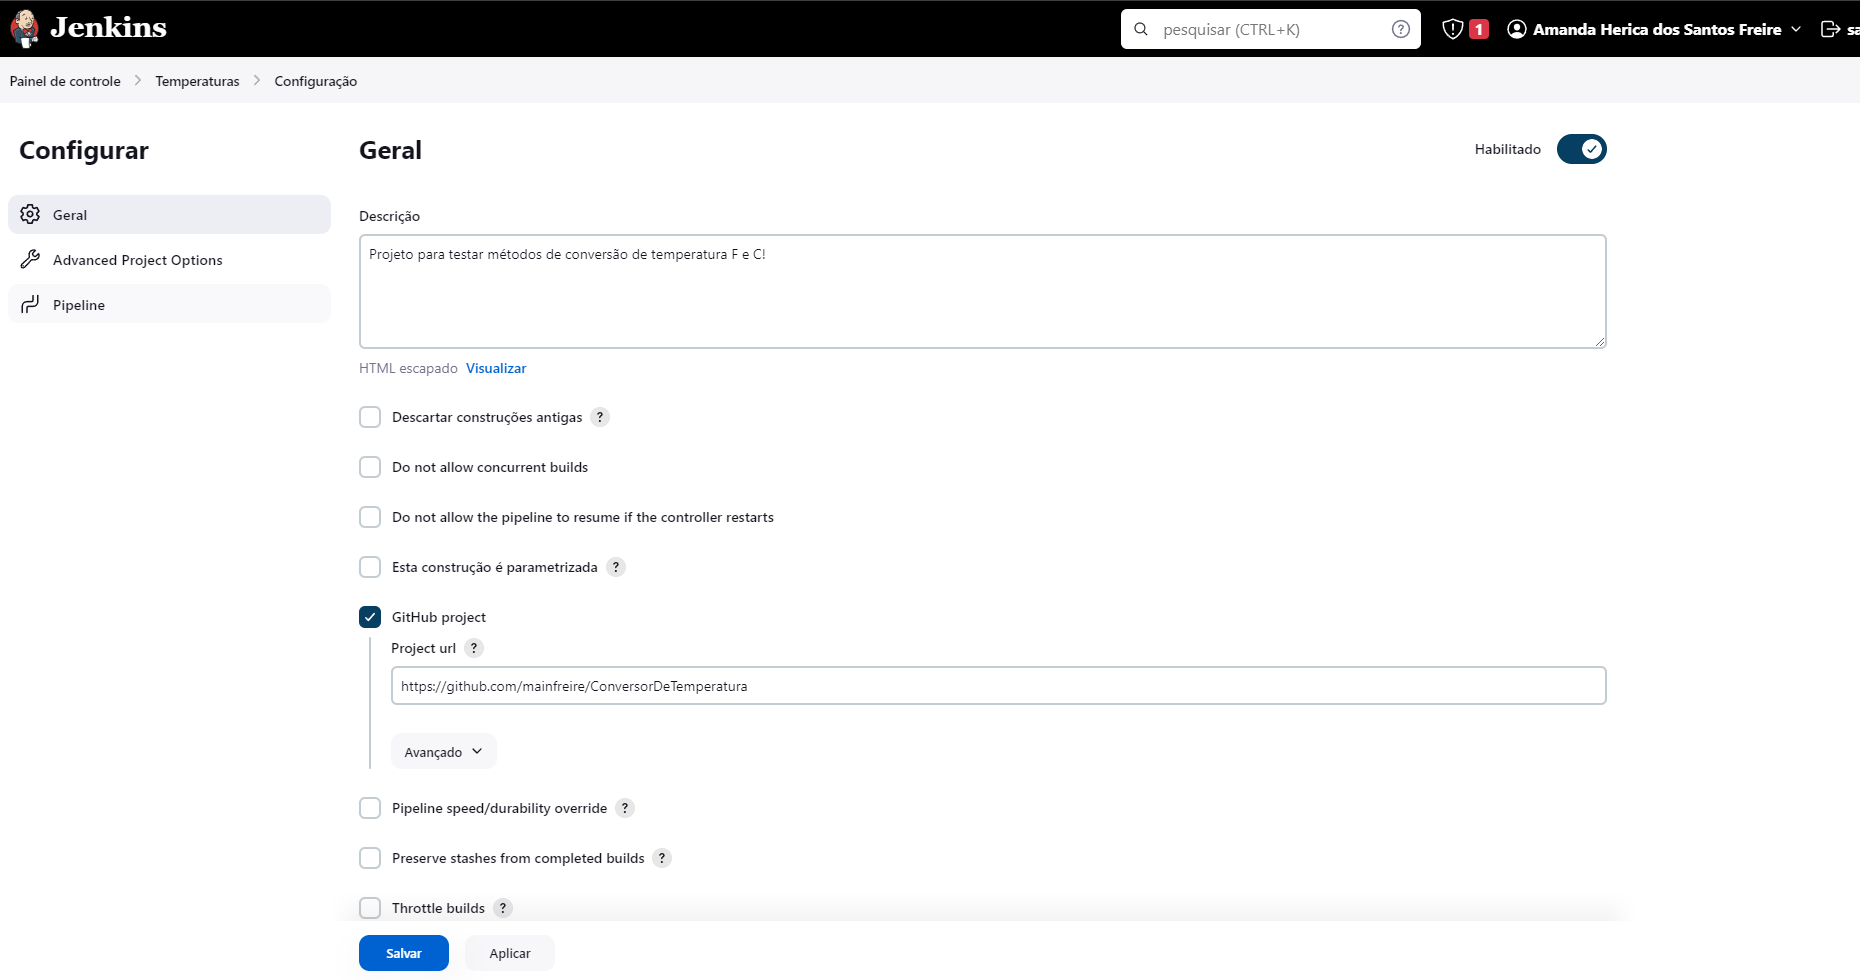 Jenkins
pesquisar (CTRL+K)
?
1
Amanda Herica dos Santos Freire
Painel de controle
Temperaturas
Configuração
Configurar
Geral
Advanced Project Options
Pipeline
Geral
Habilitado
Descrição
Projeto para testar métodos de conversão de temperatura F e C!
HTML escapado Visualizar
Descartar construções antigas ?
Do not allow concurrent builds
Do not allow the pipeline to resume if the controller restarts
Esta construção é parametrizada ?
GitHub project
Project url ?
https://github.com/mainfreire/ConversorDeTemperatura
Avançado
Pipeline speed/durability override ?
Preserve stashes from completed builds ?
Throttle builds ?
Salvar
Aplicar